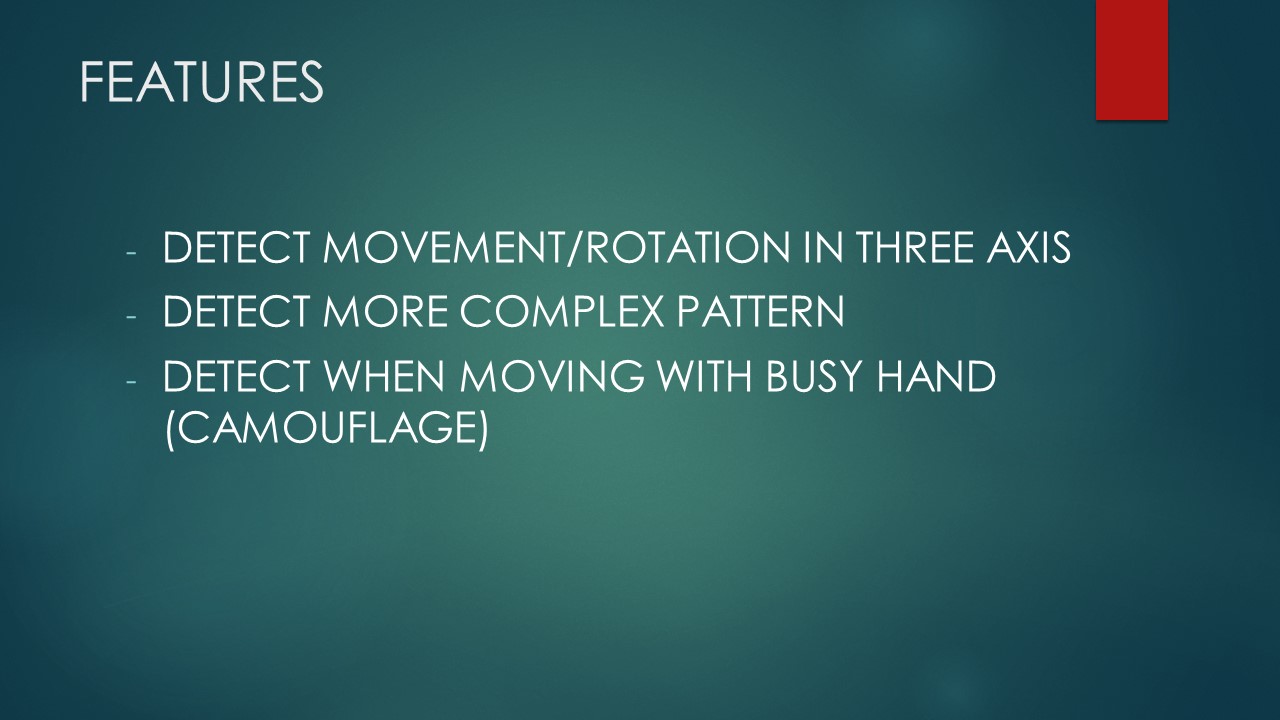 FEATURES
- DETECT MOVEMENT/ROTATION IN THREE AXIS
- DETECT MORE COMPLEX PATTERN
- DETECT WHEN MOVING WITH BUSY HAND
(CAMOUFLAGE)